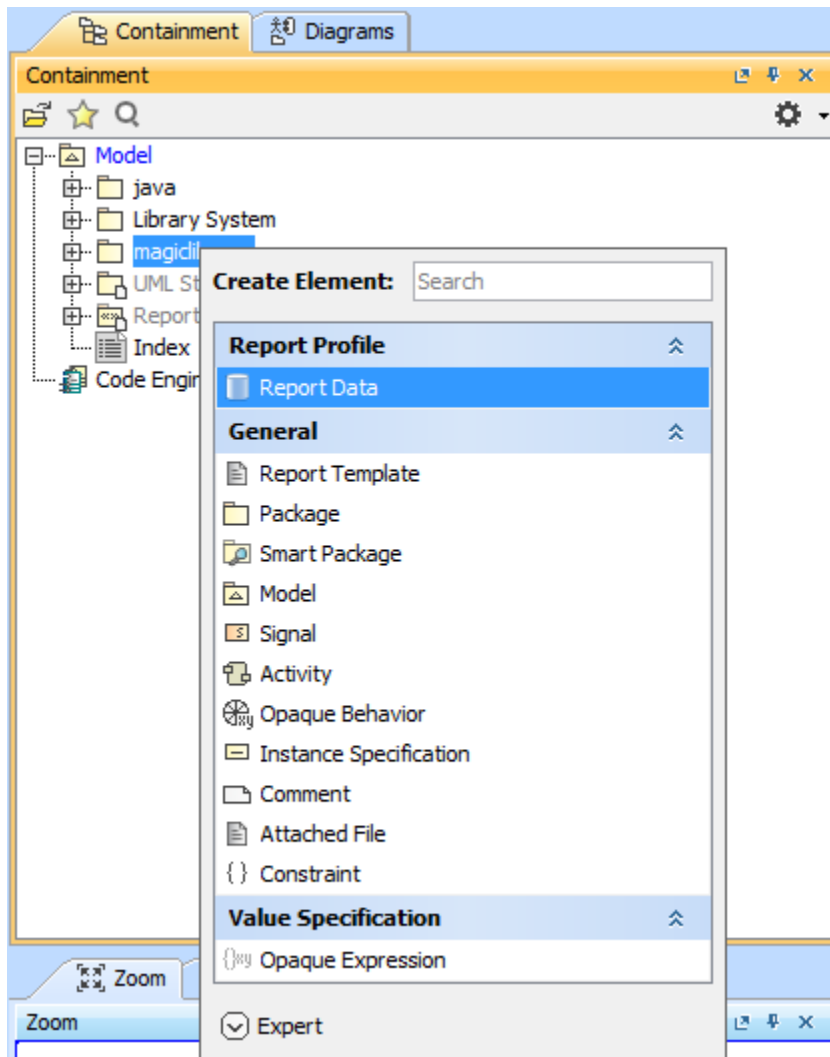 Containment Diagrams
Containment
Model
java
Library System
UML St
Report
Index
Code Engin
Create Element: Search
Report Profile
Report Data
General
Report Template
Package
Smart Package
Model
Signal
Activity
Opaque Behavior
Instance Specification
Comment
Attached File
{} Constraint
Value Specification
Opaque Expression
Zoom
Zoom
Expert